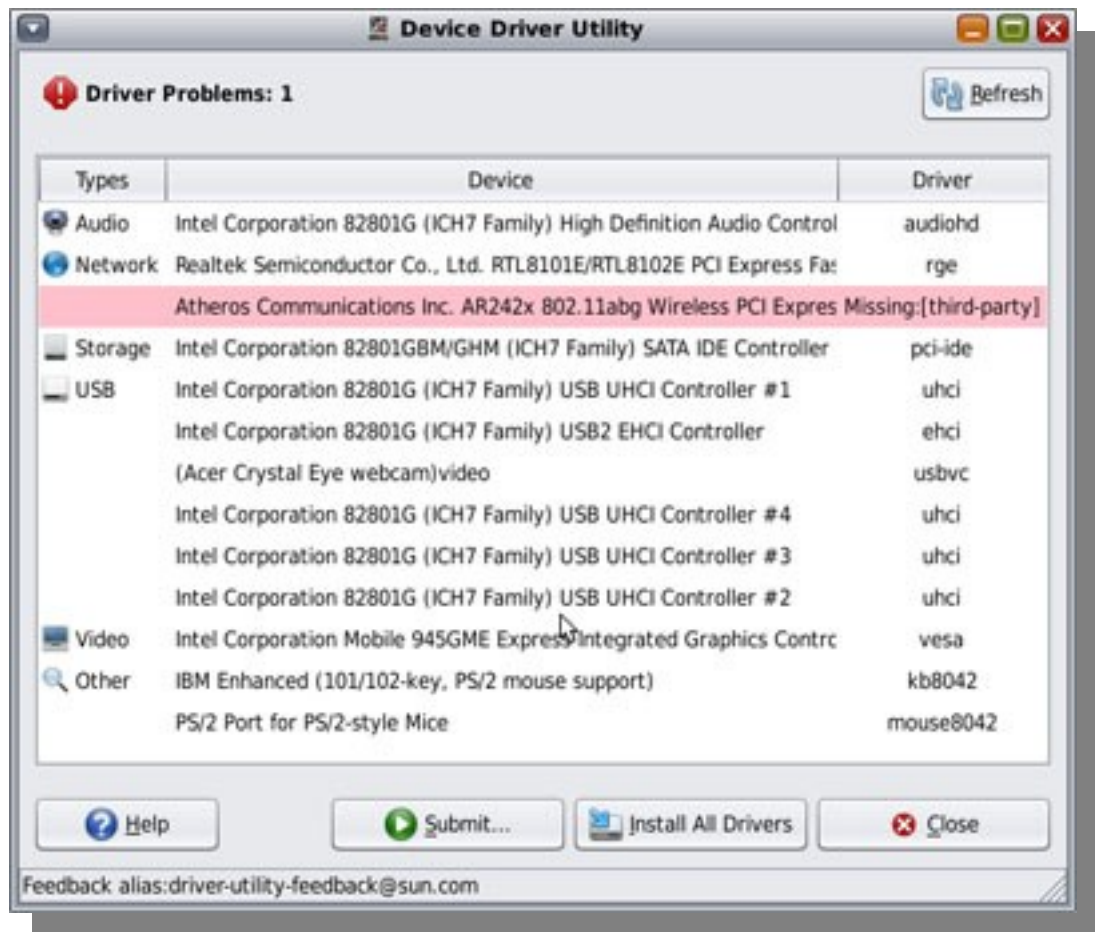 Device Driver Utility
Driver Problems: 1
Refresh
Types Device Driver
Audio Intel Corporation 82801G (ICH7 Family) High Definition Audio Control audiohd
Network Realtek Semiconductor Co., Ltd. RTL8101E/RTL8102E PCI Express Fas rge
Atheros Communications Inc. AR242x 802.11abg Wireless PCI Expres Missing:[third-party]
Storage Intel Corporation 82801GBM/GHM (ICH7 Family) SATA IDE Controller pci-ide
USB Intel Corporation 82801G (ICH7 Family) USB UHCI Controller #1 uhci
Intel Corporation 82801G (ICH7 Family) USB2 EHCI Controller ehci
(Acer Crystal Eye webcam)video usbvc
Intel Corporation 82801G (ICH7 Family) USB UHCI Controller #4 uhci
Intel Corporation 82801G (ICH7 Family) USB UHCI Controller #3 uhci
Intel Corporation 82801G (ICH7 Family) USB UHCI Controller #2 uhci
Video Intel Corporation Mobile 945GME Express Integrated Graphics Contrc vesa
Other IBM Enhanced (101/102-key, PS/2 mouse support) kb8042
PS/2 Port for PS/2-style Mice mouse8042
Help Submit... Install All Drivers Close
Feedback alias:driver-utility-feedback@sun.com